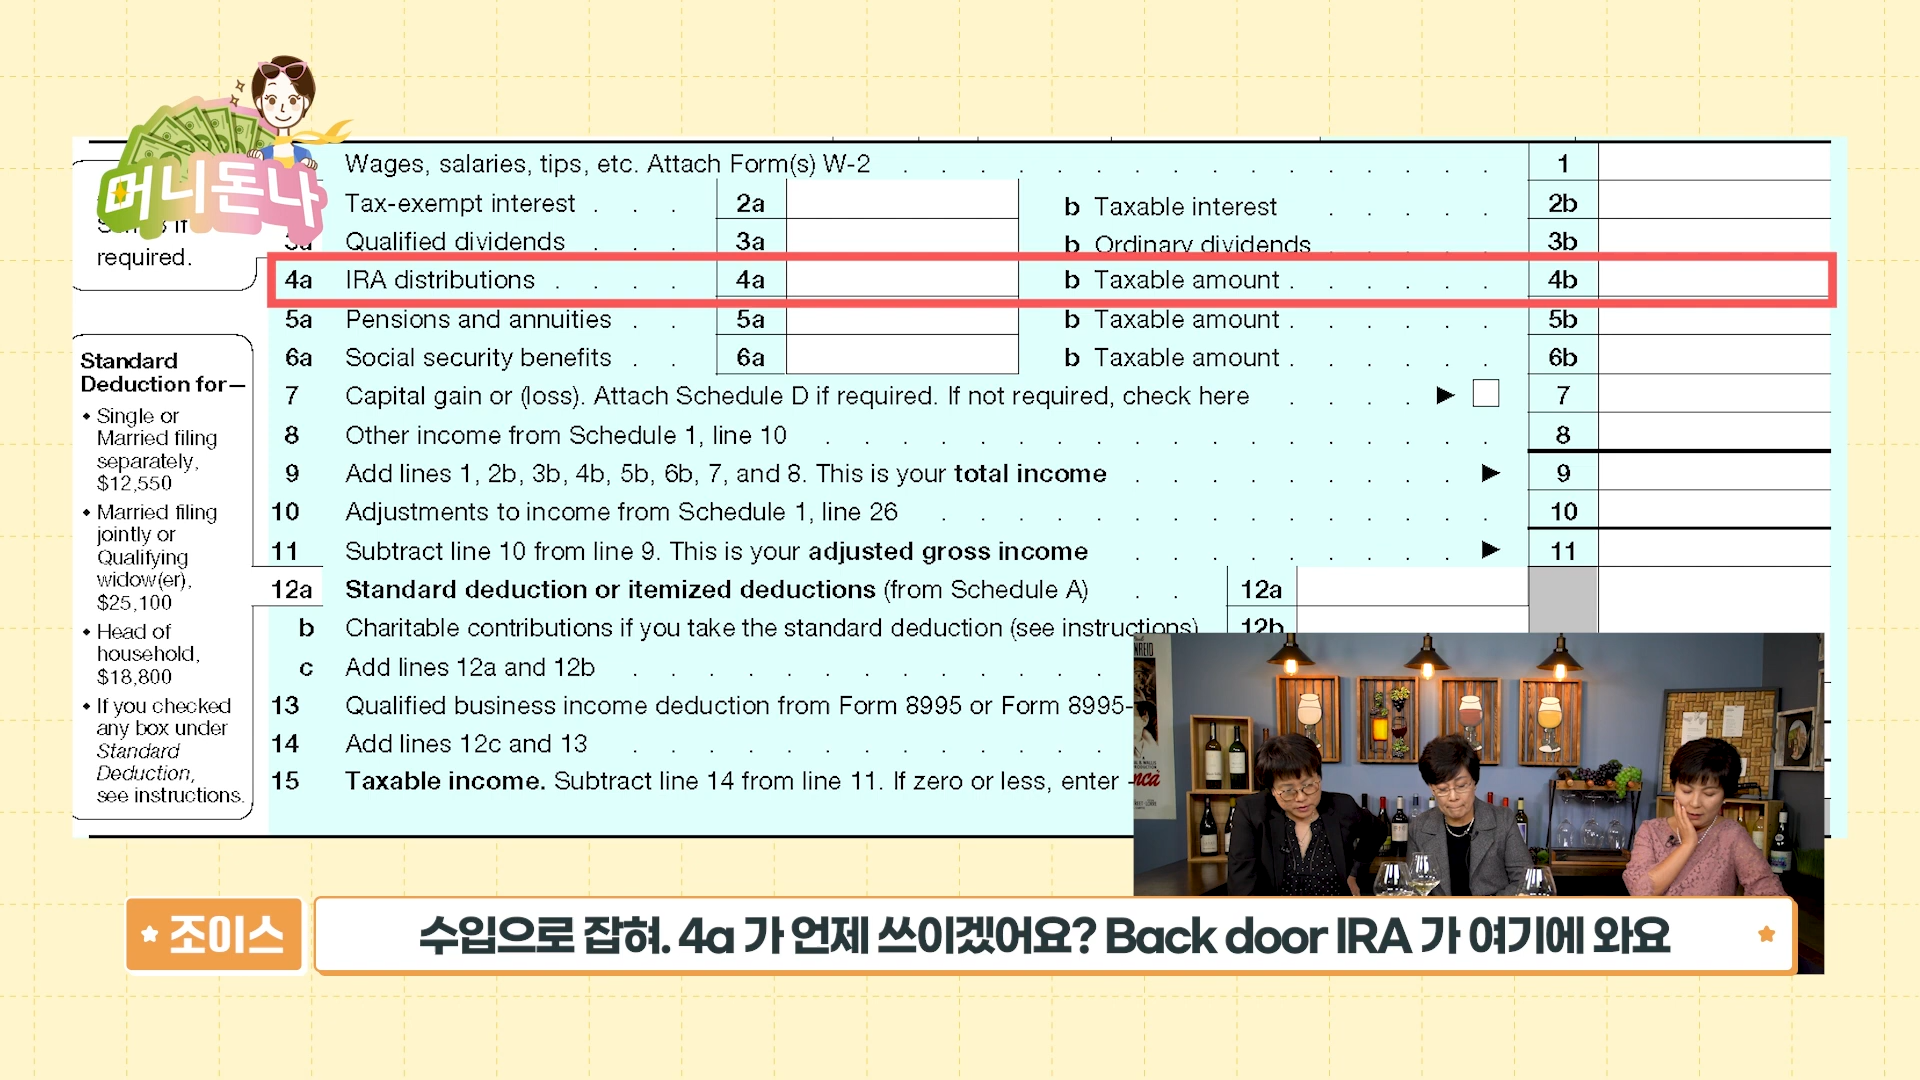 머니돈나
required.
Wages, salaries, tips, etc. Attach Form(s) W-2 1
Tax-exempt interest 2a b Taxable interest 2b
3a Qualified dividends 3a b Ordinary dividends 3b
4a IRA distributions 4a b Taxable amount 4b
5a Pensions and annuities 5a b Taxable amount 5b
6a Social security benefits 6a b Taxable amount 6b
7 Capital gain or (loss). Attach Schedule D if required. If not required, check here ▶ 7
8 Other income from Schedule 1, line 10 8
9 Add lines 1, 2b, 3b, 4b, 5b, 6b, 7, and 8. This is your total income ▶ 9
10 Adjustments to income from Schedule 1, line 26 10
11 Subtract line 10 from line 9. This is your adjusted gross income ▶ 11
12a Standard deduction or itemized deductions (from Schedule A) 12a
b Charitable contributions if you take the standard deduction (see instructions) 12b
c Add lines 12a and 12b
13 Qualified business income deduction from Form 8995 or Form 8995-
14 Add lines 12c and 13
15 Taxable income. Subtract line 14 from line 11. If zero or less, enter -
Standard
Deduction for—
• Single or
Married filing
separately,
$12,550
• Married filing
jointly or
Qualifying
widow(er),
$25,100
• Head of
household,
$18,800
• If you checked
any box under
Standard
Deduction,
see instructions.
조이스
수입으로 잡혀. 4a 가 언제 쓰이겠어요? Back door IRA 가 여기에 와요